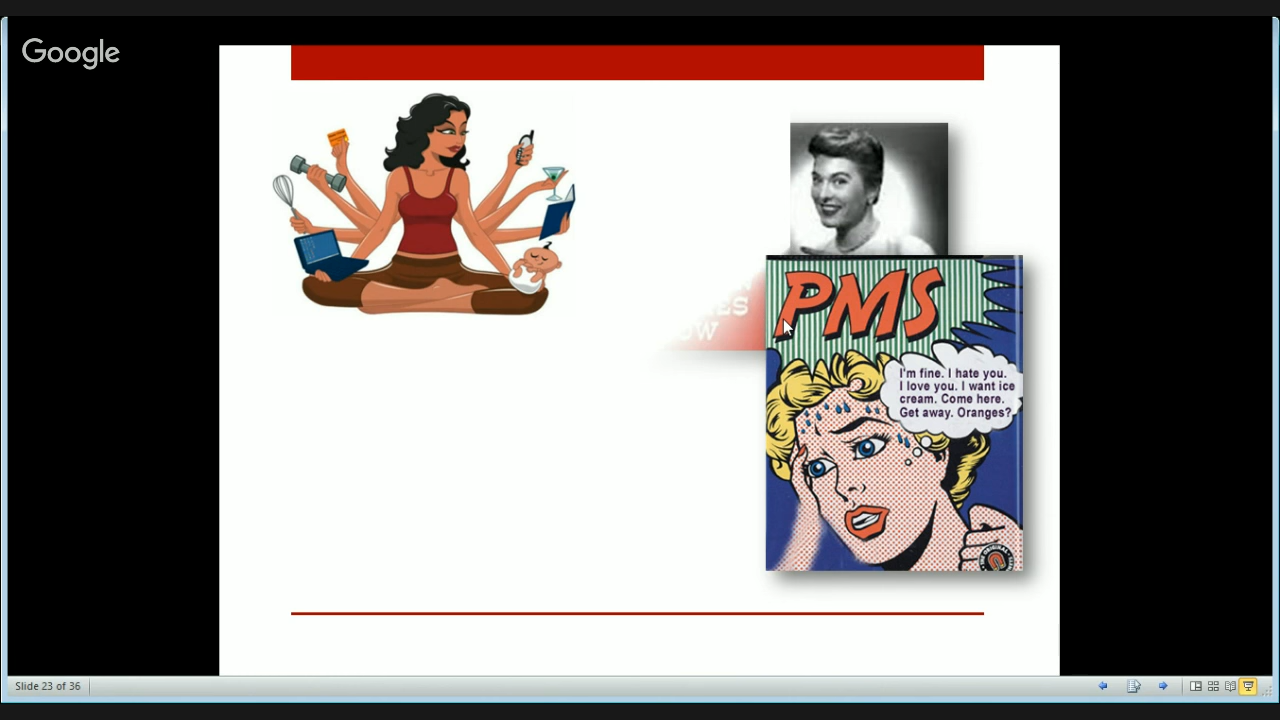 Google
PMS
I'm fine. I hate you.
I love you. I want ice
cream. Come here.
Get away. Oranges?
Slide 23 of 36